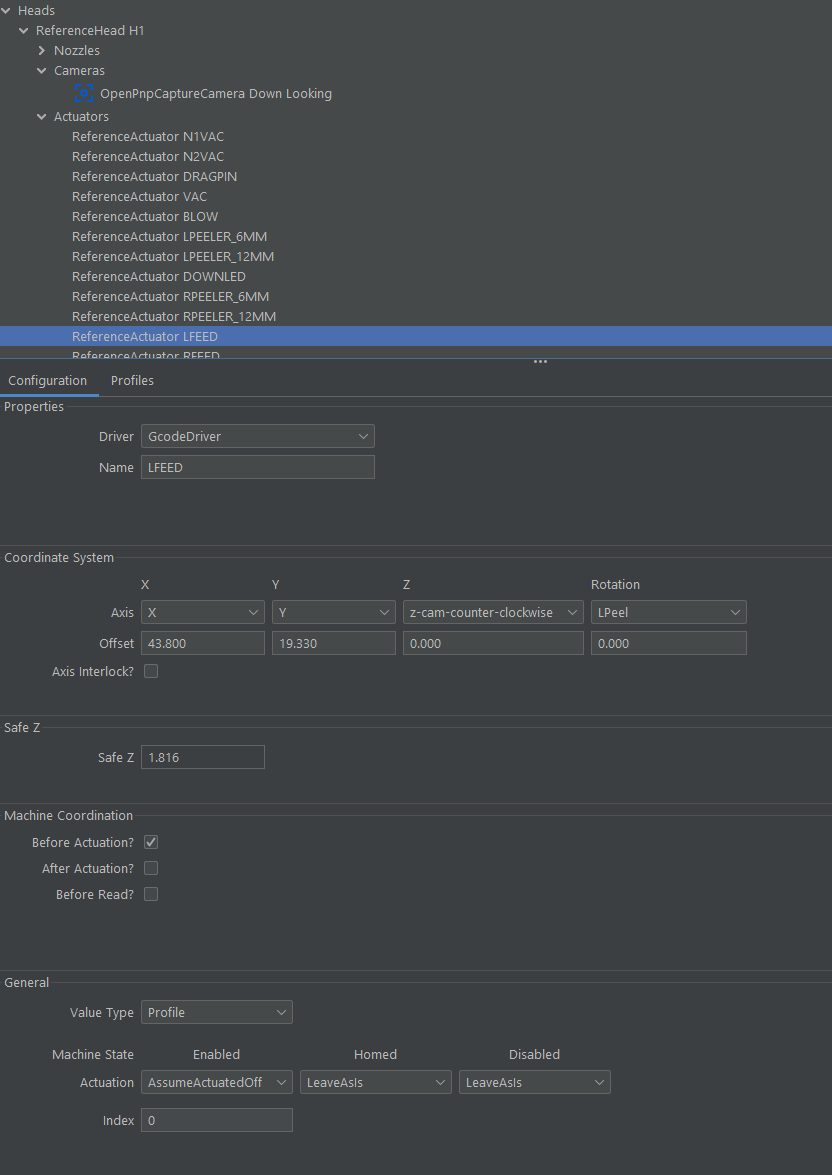 Heads
ReferenceHead H1
Nozzles
Cameras
OpenPnpCaptureCamera Down Looking
Actuators
ReferenceActuator N1VAC
ReferenceActuator N2VAC
ReferenceActuator DRAGPIN
ReferenceActuator VAC
ReferenceActuator BLOW
ReferenceActuator LPEELER_6MM
ReferenceActuator LPEELER_12MM
ReferenceActuator DOWNLED
ReferenceActuator RPEELER_6MM
ReferenceActuator RPEELER_12MM
ReferenceActuator LFEED
ReferenceActuator RFEED
Configuration Profiles
Properties
Driver GcodeDriver
Name LFEED
Coordinate System
X Y Z Rotation
Axis X Y z-cam-counter-clockwise LPeel
Offset 43.800 19.330 0.000 0.000
Axis Interlock?
Safe Z
Safe Z 1.816
Machine Coordination
Before Actuation?
After Actuation?
Before Read?
General
Value Type Profile
Machine State Enabled Homed Disabled
Actuation AssumeActuatedOff LeaveAsIs LeaveAsIs
Index 0